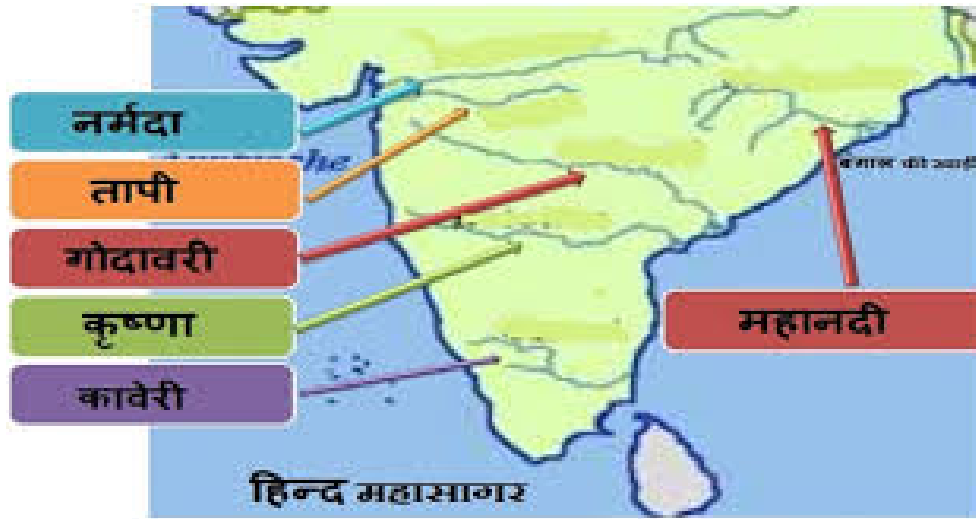 नर्मदा
तापी
गोदावरी
कृष्णा
कावेरी
की खाड़ी
महानदी
हिन्द महासागर